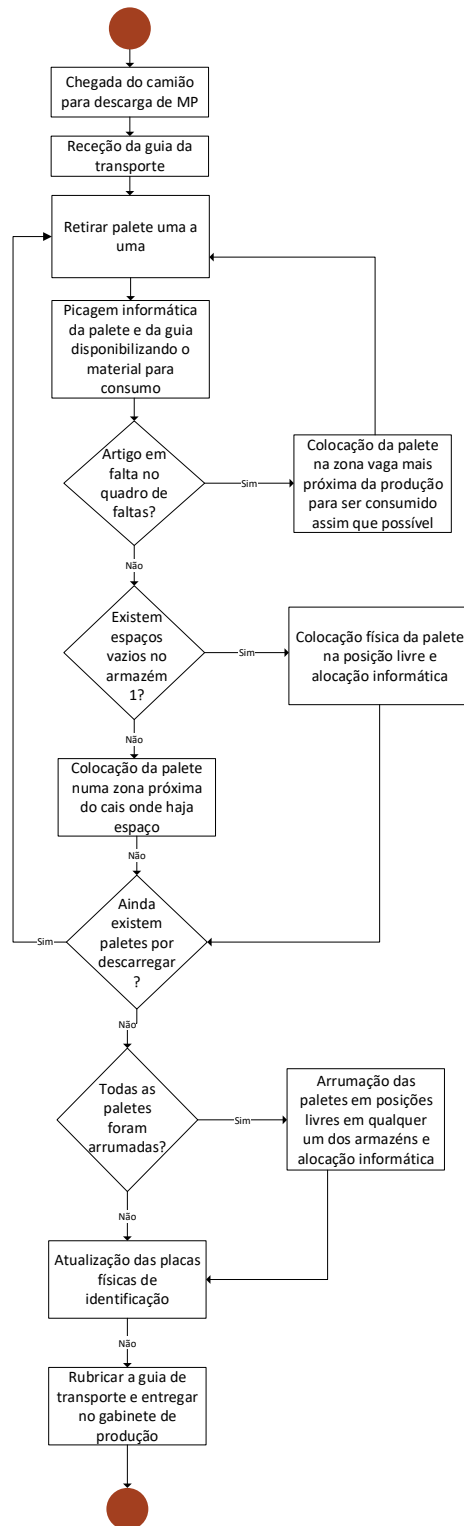 Chegada do camião
para descarga de MP
Receção da guia da
transporte
Retirar palete uma a
uma
Picagem informática
da palete e da guia
disponibilizando o
material para
consumo
Artigo em
falta no
quadro de
faltas?
Sim
Colocação da palete
na zona vaga mais
próxima da produção
para ser consumido
assim que possível
Não
Existem
espaços
vazios no
armazém
1?
Sim
Colocação física da palete
na posição livre e
alocação informática
Não
Colocação da palete
numa zona próxima
do cais onde haja
espaço
Não
Ainda
existem
paletes por
descarregar
?
Sim
Não
Todas as
paletes
foram
arrumadas?
Sim
Arrumação das
paletes em posições
livres em qualquer
um dos armazéns e
alocação informática
Não
Atualização das placas
físicas de
identificação
Não
Rubricar a guia de
transporte e entregar
no gabinete de
produção